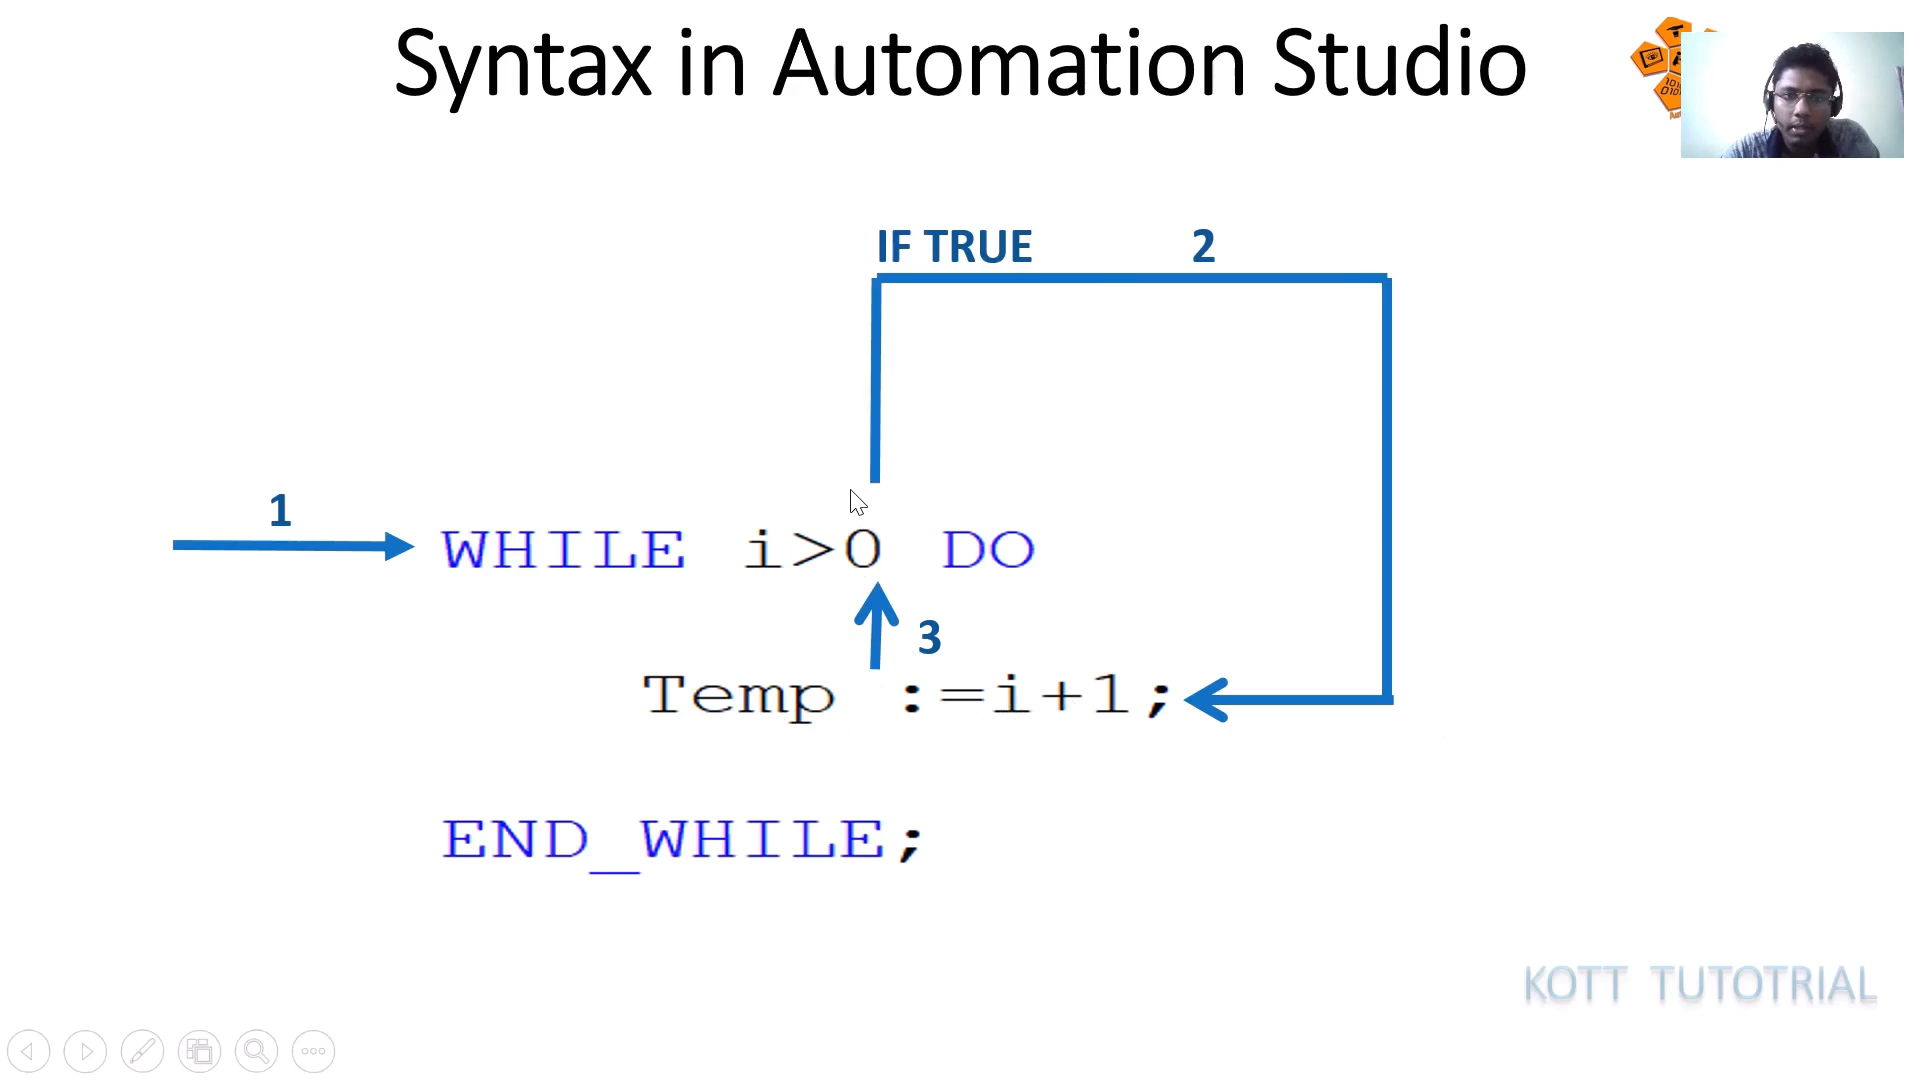 Syntax in Automation Studio
IF TRUE 2
1
WHILE i>0 DO
3
Temp :=i+1;
END_WHILE;
KOTT TUTOTRIAL